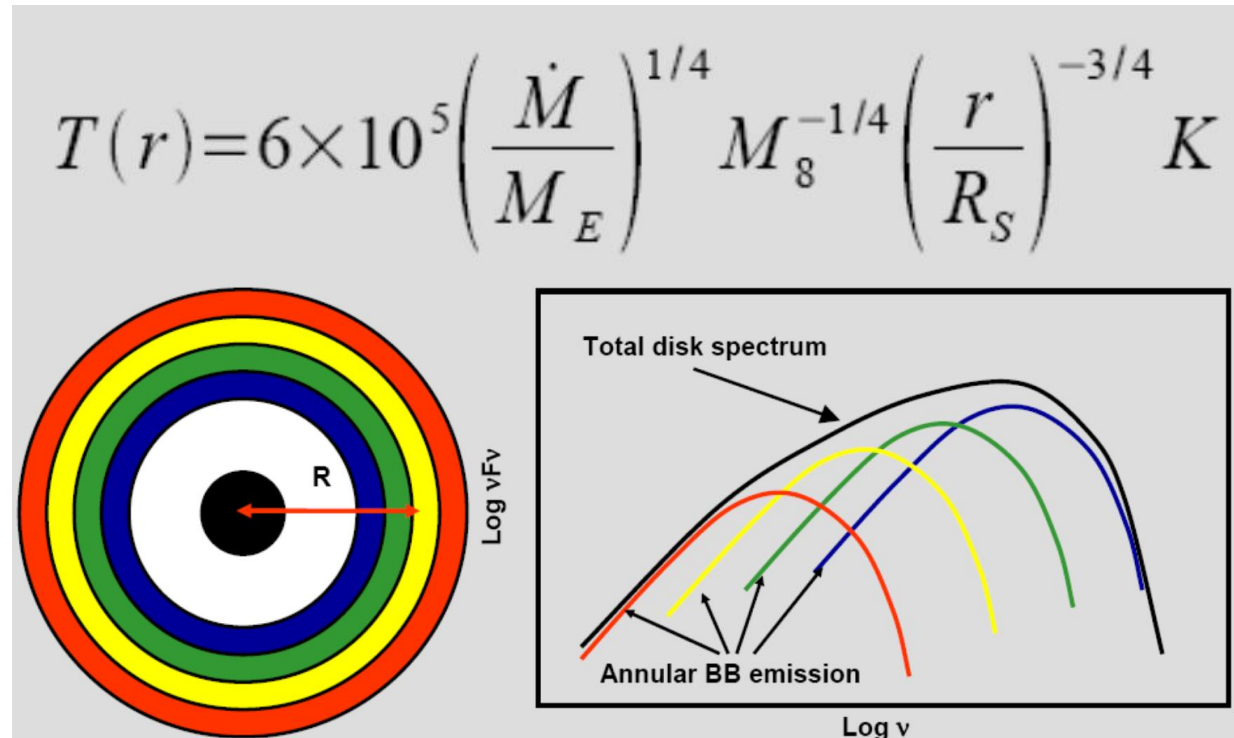 T(r)=6×10^5(Ṁ/M_E)^{1/4} M_8^{-1/4} (r/R_S)^{-3/4} K
Total disk spectrum
R
Log νFν
Annular BB emission
Log ν